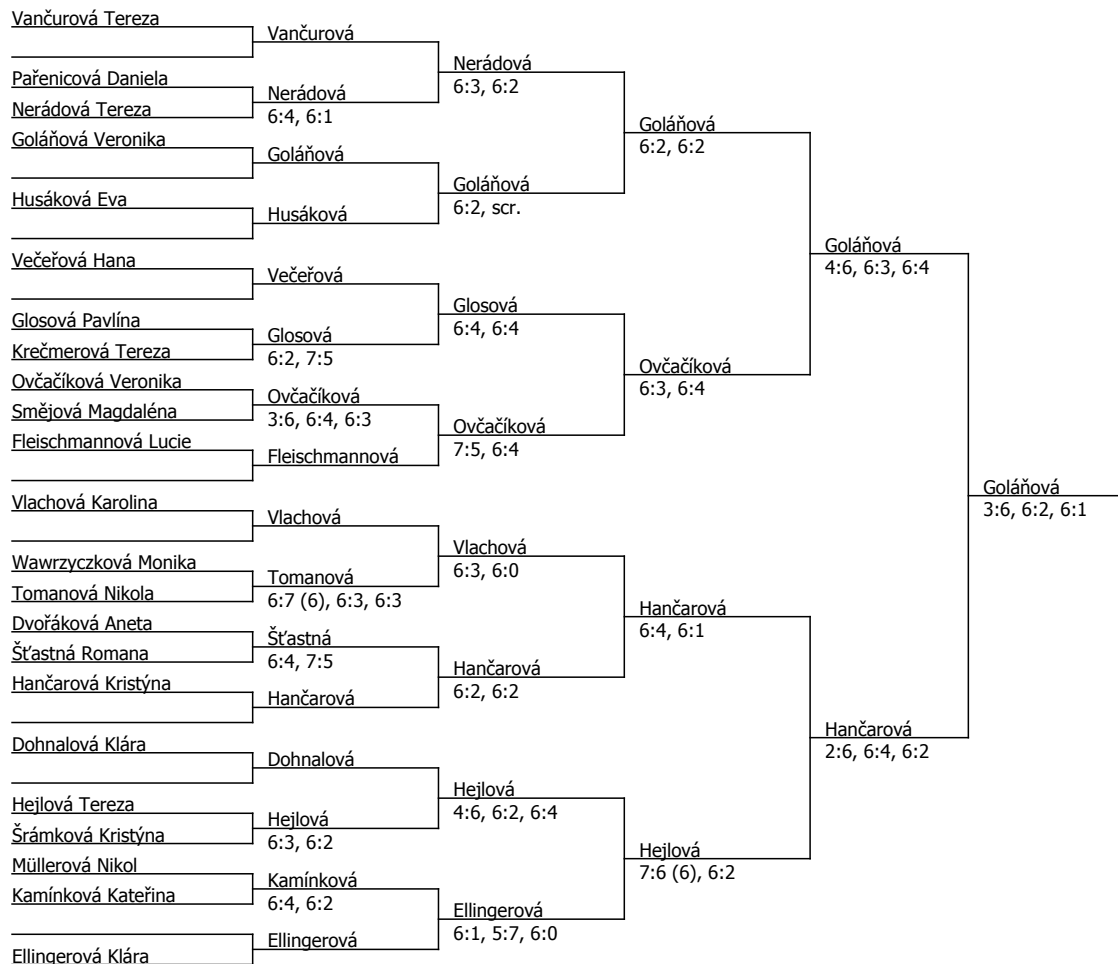 Vančurová Tereza
Pařenicová Daniela
Nerádová Tereza
Goláňová Veronika
Husáková Eva
Večeřová Hana
Glosová Pavlína
Krečmerová Tereza
Ovčačíková Veronika
Smějová Magdaléna
Fleischmannová Lucie
Vlachová Karolina
Wawrzyczková Monika
Tomanová Nikola
Dvořáková Aneta
Šťastná Romana
Hančarová Kristýna
Dohnalová Klára
Hejlová Tereza
Šrámková Kristýna
Müllerová Nikol
Kamínková Kateřina
Ellingerová Klára
Vančurová
Nerádová
6:4, 6:1
Goláňová
Husáková
Večeřová
Glosová
6:2, 7:5
Ovčačíková
3:6, 6:4, 6:3
Fleischmannová
Vlachová
Tomanová
6:7 (6), 6:3, 6:3
Šťastná
6:4, 7:5
Hančarová
Dohnalová
Hejlová
6:3, 6:2
Kamínková
6:4, 6:2
Ellingerová
Nerádová
6:3, 6:2
Goláňová
6:2, scr.
Glosová
6:4, 6:4
Ovčačíková
7:5, 6:4
Vlachová
6:3, 6:0
Hančarová
6:2, 6:2
Hejlová
4:6, 6:2, 6:4
Ellingerová
6:1, 5:7, 6:0
Goláňová
6:2, 6:2
Ovčačíková
6:3, 6:4
Hančarová
6:4, 6:1
Hejlová
7:6 (6), 6:2
Goláňová
4:6, 6:3, 6:4
Hančarová
2:6, 6:4, 6:2
Goláňová
3:6, 6:2, 6:1